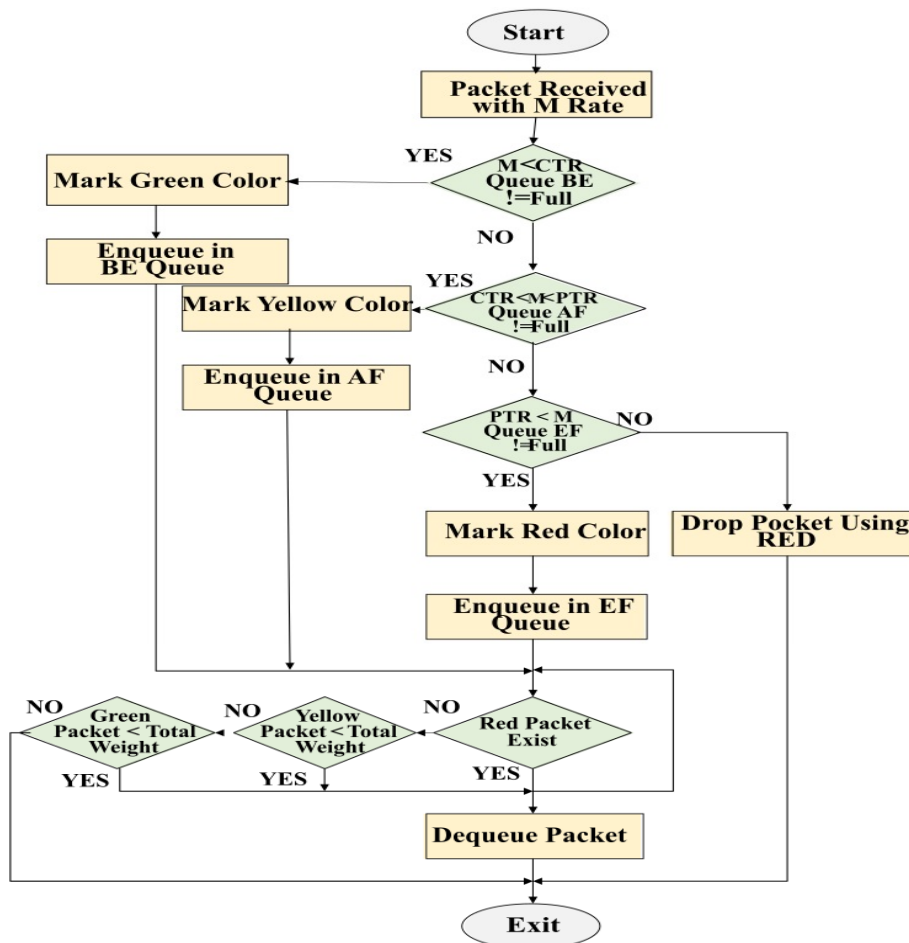 Start
Packet Received
with M Rate
YES
M<CTR
Queue BE
!=Full
Mark Green Color
NO
Enqueue in
BE Queue
YES
CTR<M<PTR
Queue AF
!=Full
Mark Yellow Color
NO
Enqueue in AF
Queue
PTR < M
Queue EF
!=Full
NO
YES
Mark Red Color
Drop Pocket Using
RED
Enqueue in EF
Queue
NO
Green
Packet < Total
Weight
NO
Yellow
Packet < Total
Weight
NO
Red Packet
Exist
YES
YES
YES
Dequeue Packet
Exit